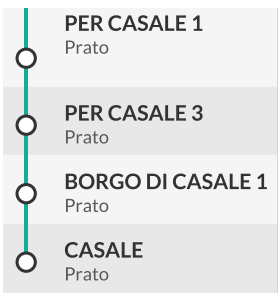 PER CASALE 1
Prato
PER CASALE 3
Prato
BORGO DI CASALE 1
Prato
CASALE
Prato